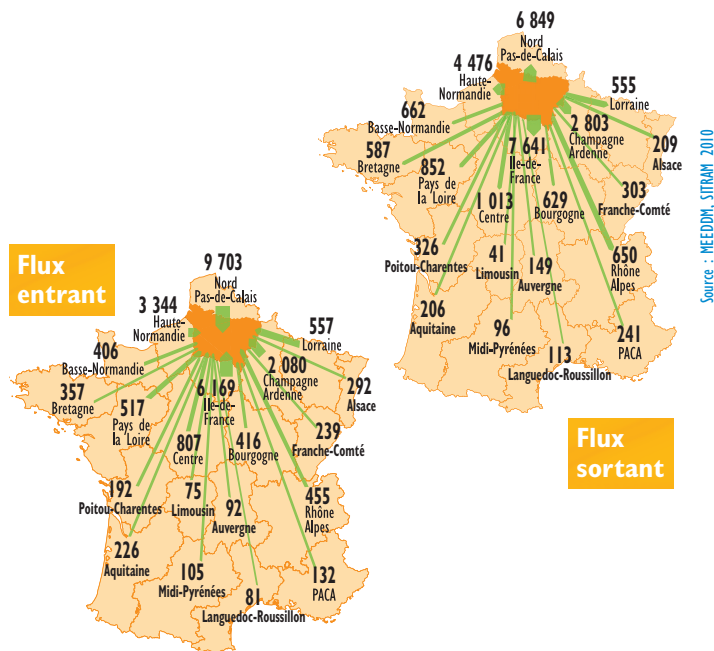 6 849
Nord
Pas-de-Calais
4 476
Haute-
Normandie
555
Lorraine
662
Basse-Normandie
2 803
Champagne
Ardenne
209
Alsace
587
Bretagne
852
Pays de
la Loire
7 641
Ile-de-
France
303
Franche-Comté
1 013
Centre
629
Bourgogne
326
Poitou-Charentes
41
Limousin
149
Auvergne
650
Rhône
Alpes
206
Aquitaine
96
Midi-Pyrénées
113
Languedoc-Roussillon
241
PACA
Flux
sortant
Source : MEEDDM, SITRAM 2010
Flux
entrant
9 703
Nord
Pas-de-Calais
3 344
Haute-
Normandie
557
Lorraine
406
Basse-Normandie
2 080
Champagne
Ardenne
292
Alsace
357
Bretagne
517
Pays de
la Loire
6 169
Ile-de-
France
239
Franche-Comté
807
Centre
416
Bourgogne
192
Poitou-Charentes
75
Limousin
92
Auvergne
455
Rhône
Alpes
226
Aquitaine
105
Midi-Pyrénées
81
Languedoc-Roussillon
132
PACA